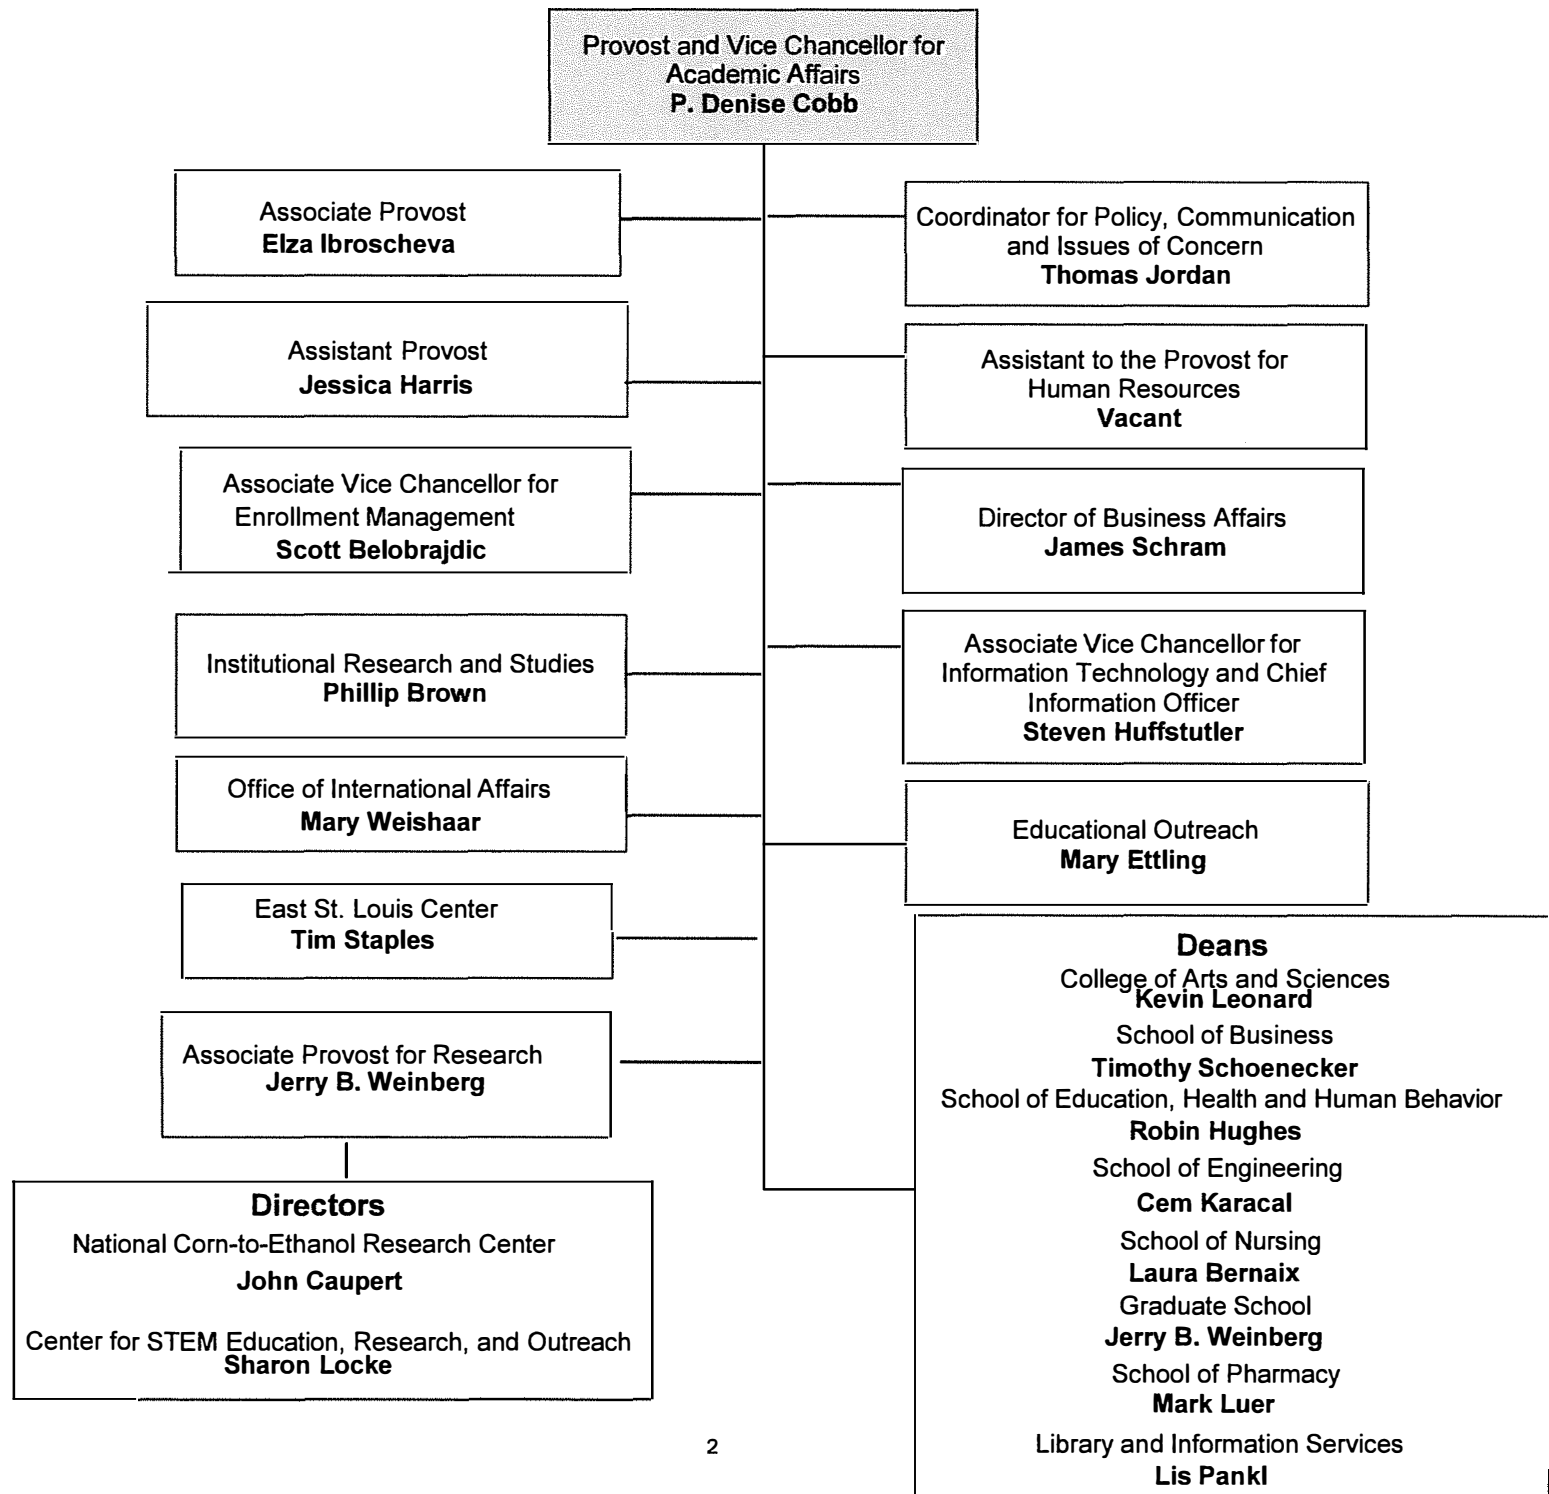 Provost and Vice Chancellor for
Academic Affairs
P. Denise Cobb
Associate Provost
Elza Ibroscheva
Assistant Provost
Jessica Harris
Associate Vice Chancellor for
Enrollment Management
Scott Belobrajdic
Institutional Research and Studies
Phillip Brown
Office of International Affairs
Mary Weishaar
East St. Louis Center
Tim Staples
Associate Provost for Research
Jerry B. Weinberg
Directors
National Corn-to-Ethanol Research Center
John Caupert
Center for STEM Education, Research, and Outreach
Sharon Locke
Coordinator for Policy, Communication
and Issues of Concern
Thomas Jordan
Assistant to the Provost for
Human Resources
Vacant
Director of Business Affairs
James Schram
Associate Vice Chancellor for
Information Technology and Chief
Information Officer
Steven Huffstutler
Educational Outreach
Mary Ettling
Deans
College of Arts and Sciences
Kevin Leonard
School of Business
Timothy Schoenecker
School of Education, Health and Human Behavior
Robin Hughes
School of Engineering
Cem Karacal
School of Nursing
Laura Bernaix
Graduate School
Jerry B. Weinberg
School of Pharmacy
Mark Luer
Library and Information Services
Lis Pankl
2